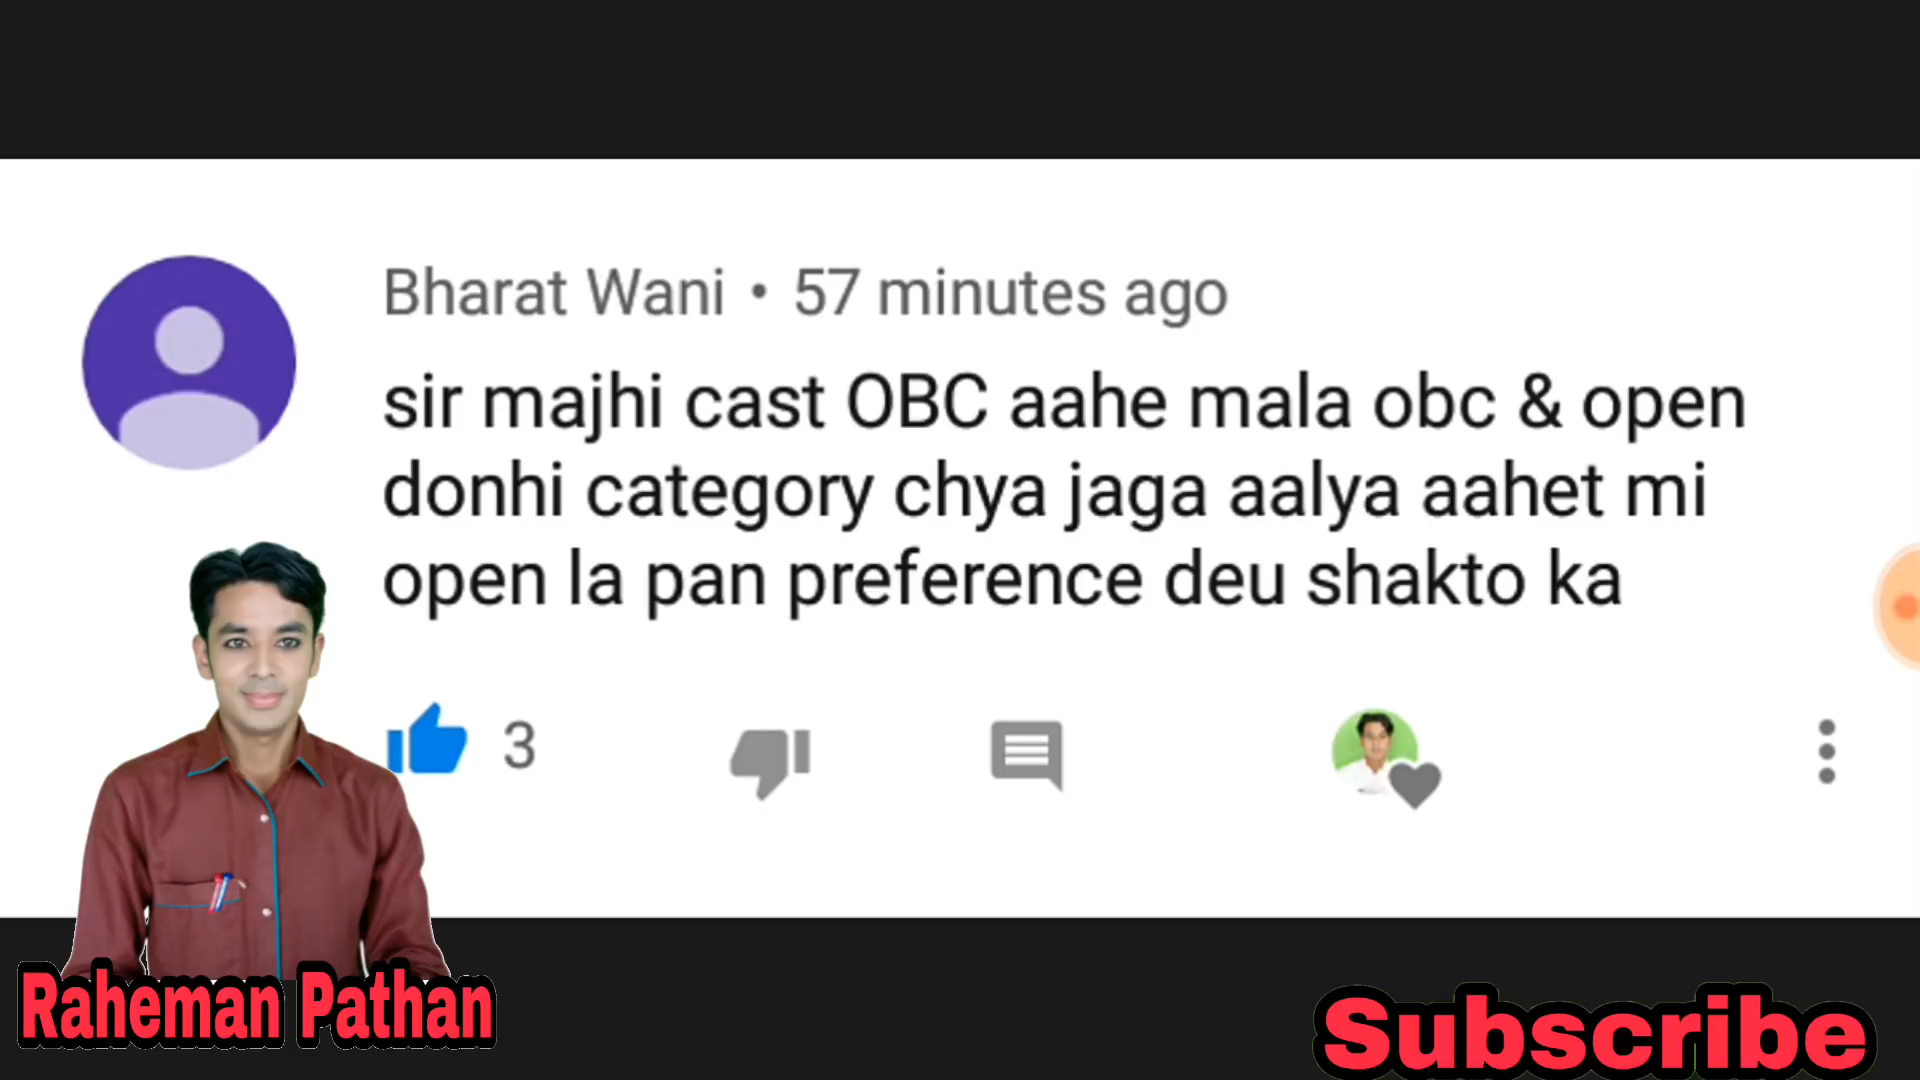 Bharat Wani • 57 minutes ago
sir majhi cast OBC aahe mala obc & open
donhi category chya jaga aalya aahet mi
open la pan preference deu shakto ka
3
Raheman Pathan
Subscribe